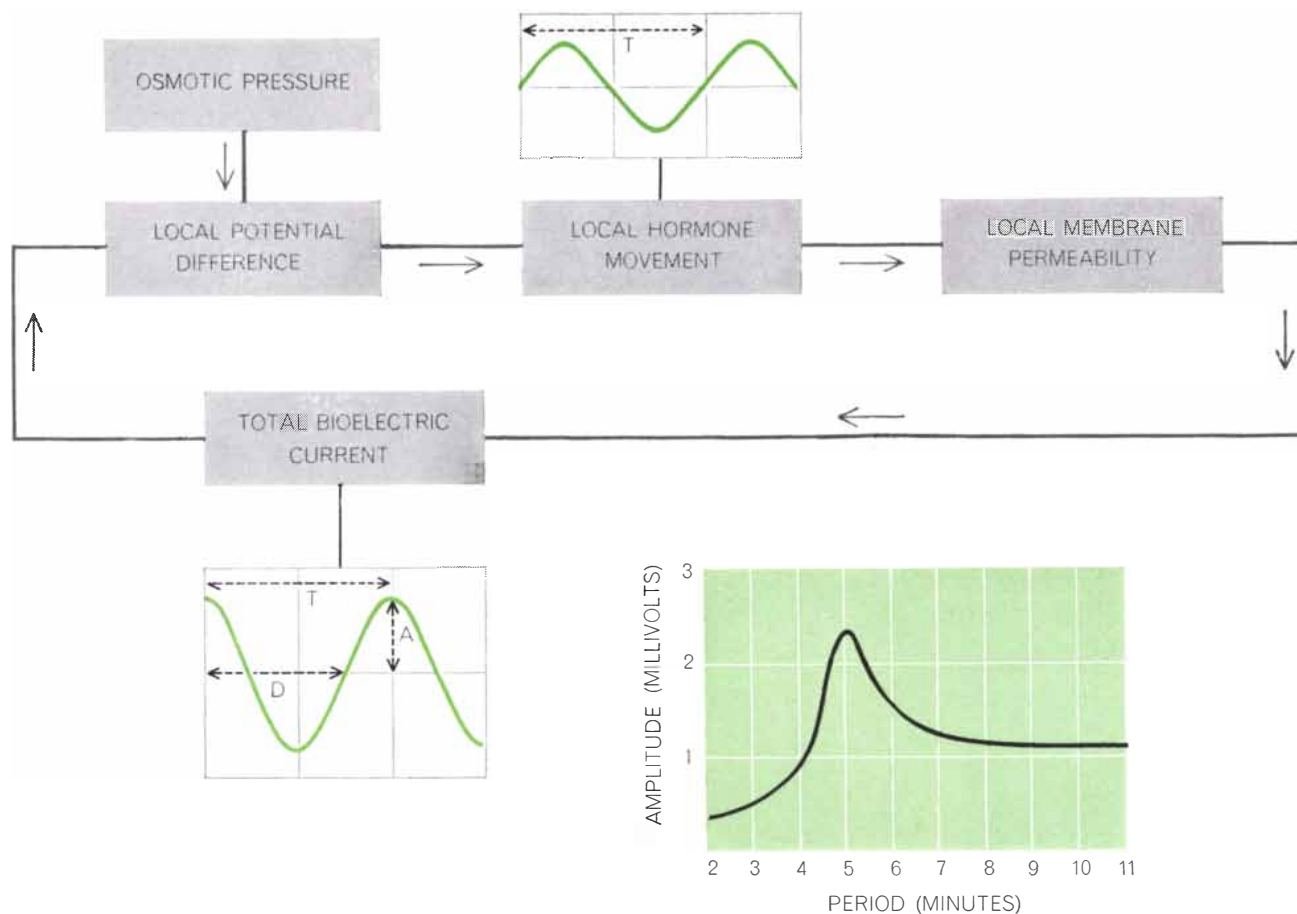 T
OSMOTIC PRESSURE
LOCAL POTENTIAL
DIFFERENCE
LOCAL HORMONE
MOVEMENT
LOCAL MEMBRANE
PERMEABILITY
TOTAL BIOELECTRIC
CURRENT
T
A
D
AMPLITUDE (MILLIVOLTS)
3
2
1
2 3 4 5 6 7 8 9 10 11
PERIOD (MINUTES)